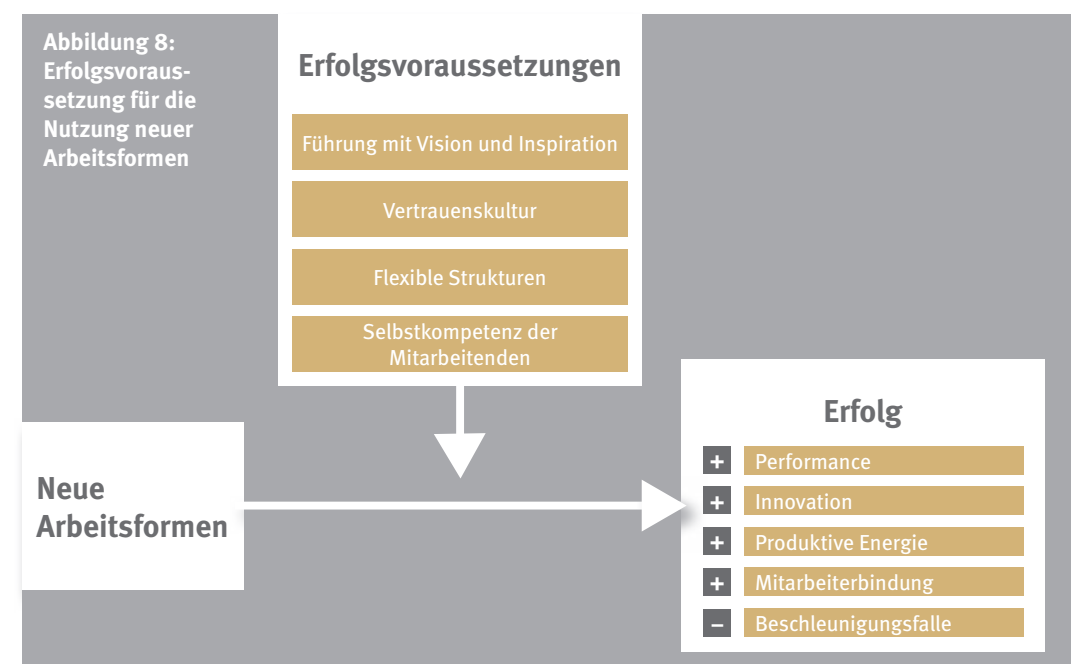 Abbildung 8:
Erfolgsvoraus-
setzung für die
Nutzung neuer
Arbeitsformen
Erfolgsvoraussetzungen
Führung mit Vision und Inspiration
Vertrauenskultur
Flexible Strukturen
Selbstkompetenz der
Mitarbeitenden
Neue
Arbeitsformen
Erfolg
+ Performance
+ Innovation
+ Produktive Energie
+ Mitarbeiterbindung
– Beschleunigungsfalle